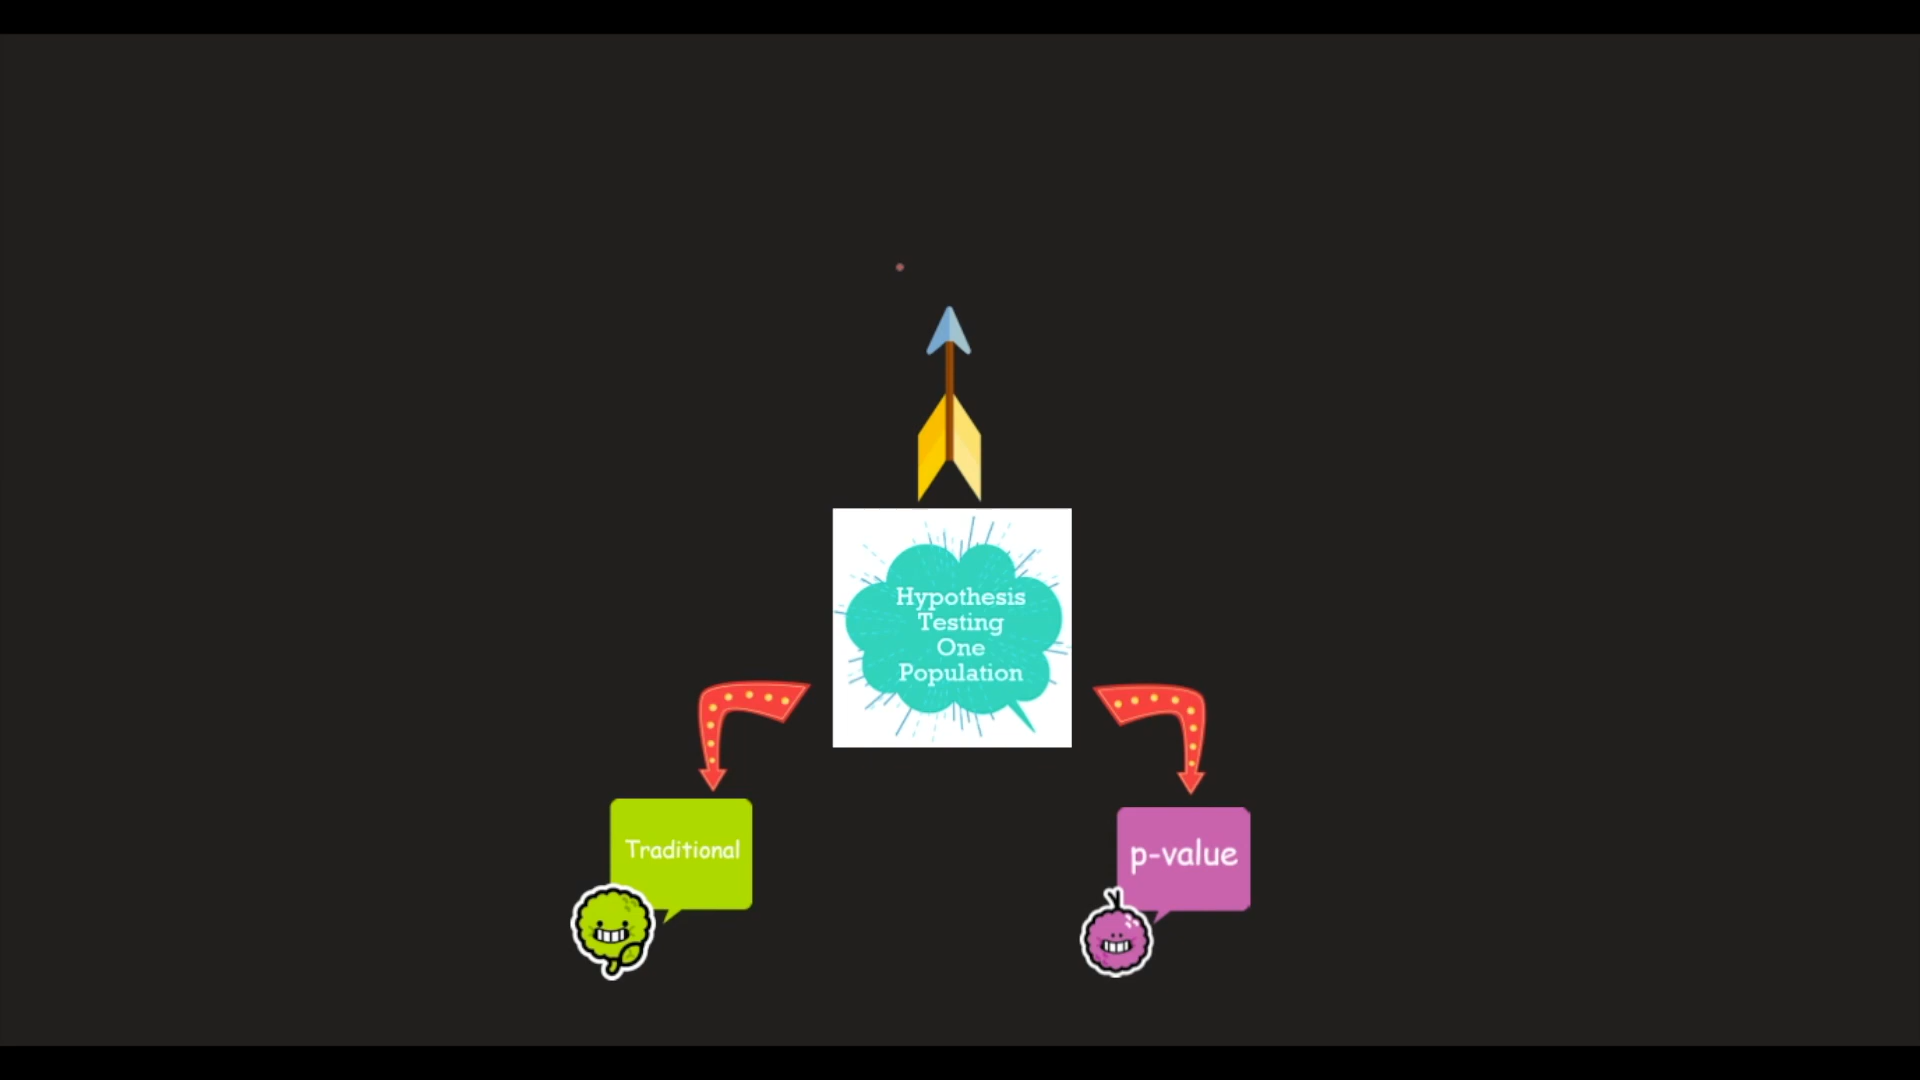 Hypothesis
Testing
One
Population
Traditional
p-value